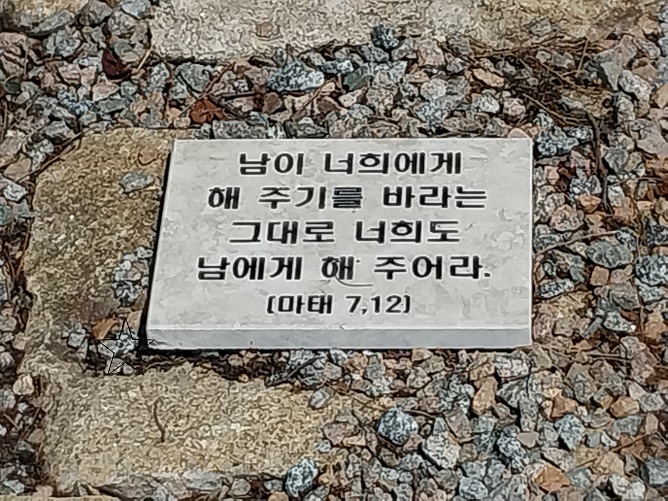 남이 너희에게
해 주기를 바라는
그대로 너희도
남에게 해 주어라.
(마태 7,12)